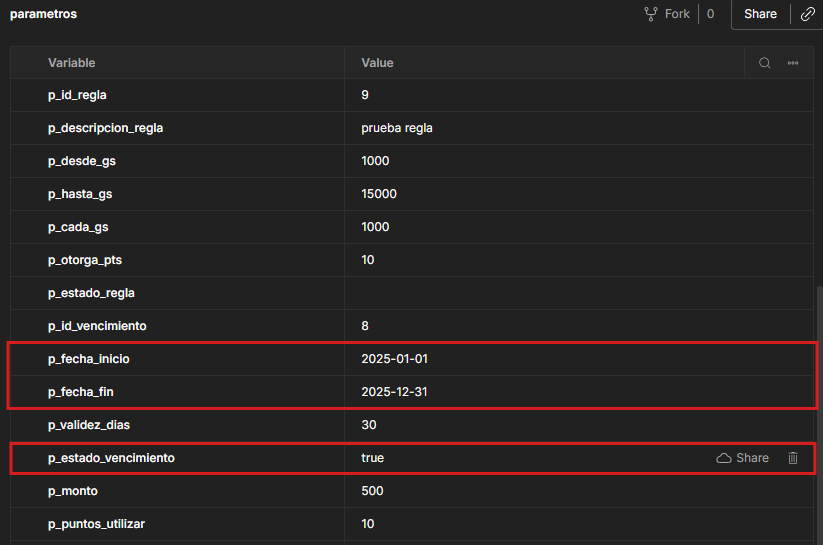 parametros Fork 0 Share
Variable Value
p_id_regla 9
p_descripcion_regla prueba regla
p_desde_gs 1000
p_hasta_gs 15000
p_cada_gs 1000
p_otorga_pts 10
p_estado_regla
p_id_vencimiento 8
p_fecha_inicio 2025-01-01
p_fecha_fin 2025-12-31
p_validez_dias 30
p_estado_vencimiento true Share
p_monto 500
p_puntos_utilizar 10